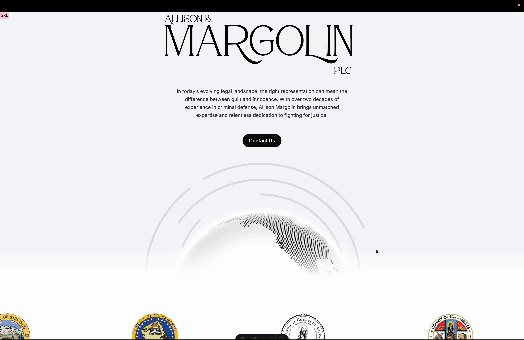 ALLISON B.
MARGOLIN
PLC
In today's evolving legal landscape, the right representation can mean the
difference between guilt and innocence. With over two decades of
experience in criminal defense, Allison Margolin brings unmatched
expertise and relentless dedication to fighting for justice
Contact Us